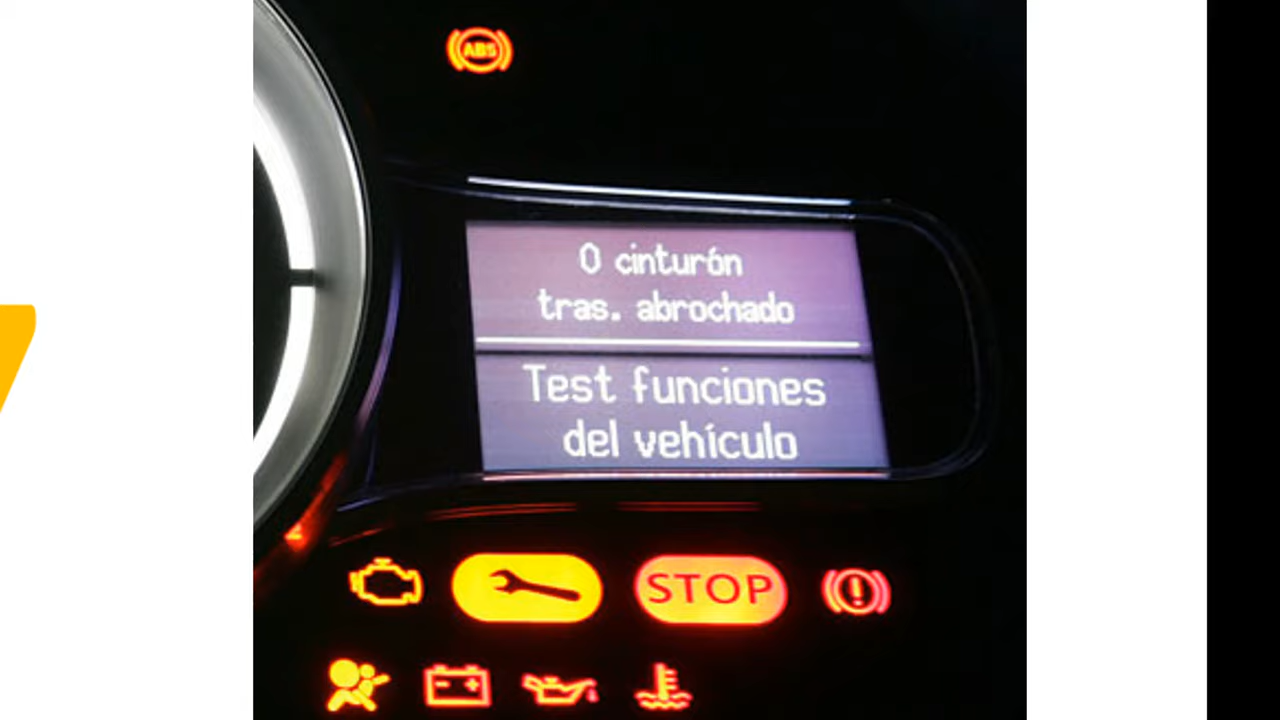 ABS
0 cinturón
tras. abrochado
Test funciones
del vehículo
STOP